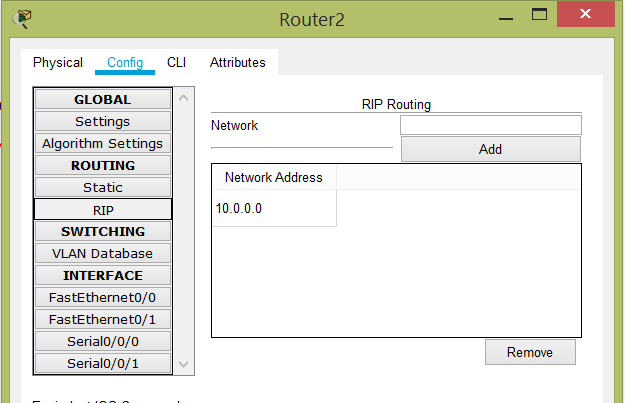 Router2
Physical Config CLI Attributes
GLOBAL
Settings
Algorithm Settings
ROUTING
Static
RIP
SWITCHING
VLAN Database
INTERFACE
FastEthernet0/0
FastEthernet0/1
Serial0/0/0
Serial0/0/1
RIP Routing
Network
Add
Network Address
10.0.0.0
Remove